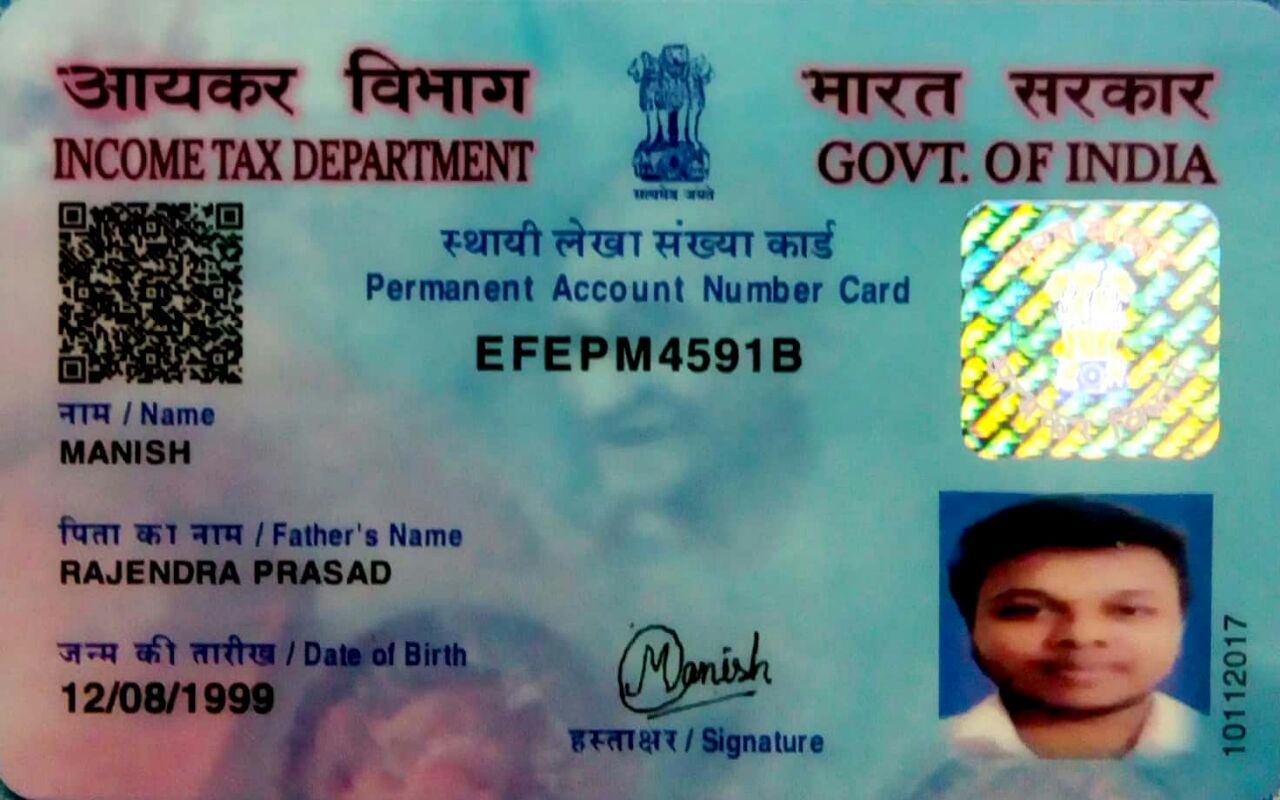 आयकर विभाग
INCOME TAX DEPARTMENT
सत्यमेव जयते
भारत सरकार
GOVT. OF INDIA
स्थायी लेखा संख्या कार्ड
Permanent Account Number Card
EFEPM4591B
नाम / Name
MANISH
पिता का नाम / Father's Name
RAJENDRA PRASAD
जन्म की तारीख / Date of Birth
12/08/1999
Manish
हस्ताक्षर / Signature
10112017